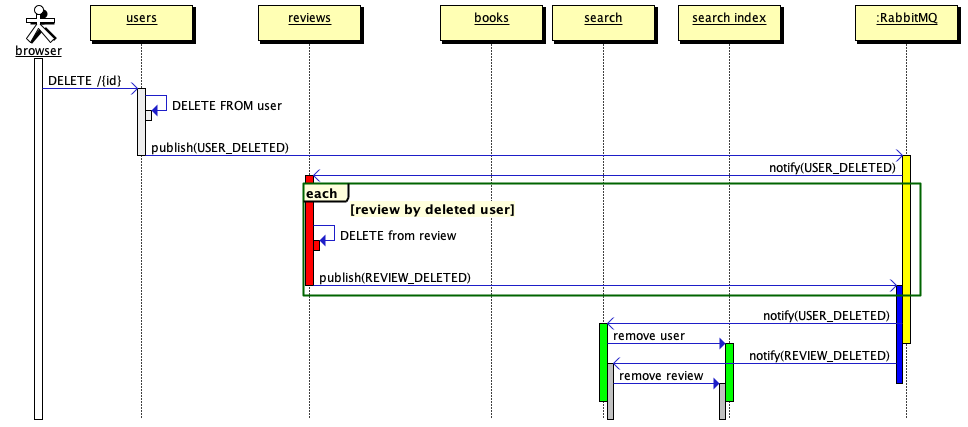 users
reviews
books
search
search index
:RabbitMQ
browser
DELETE /{id}
DELETE FROM user
publish(USER_DELETED)
notify(USER_DELETED)
each
[review by deleted user]
DELETE from review
publish(REVIEW_DELETED)
notify(USER_DELETED)
remove user
notify(REVIEW_DELETED)
remove review